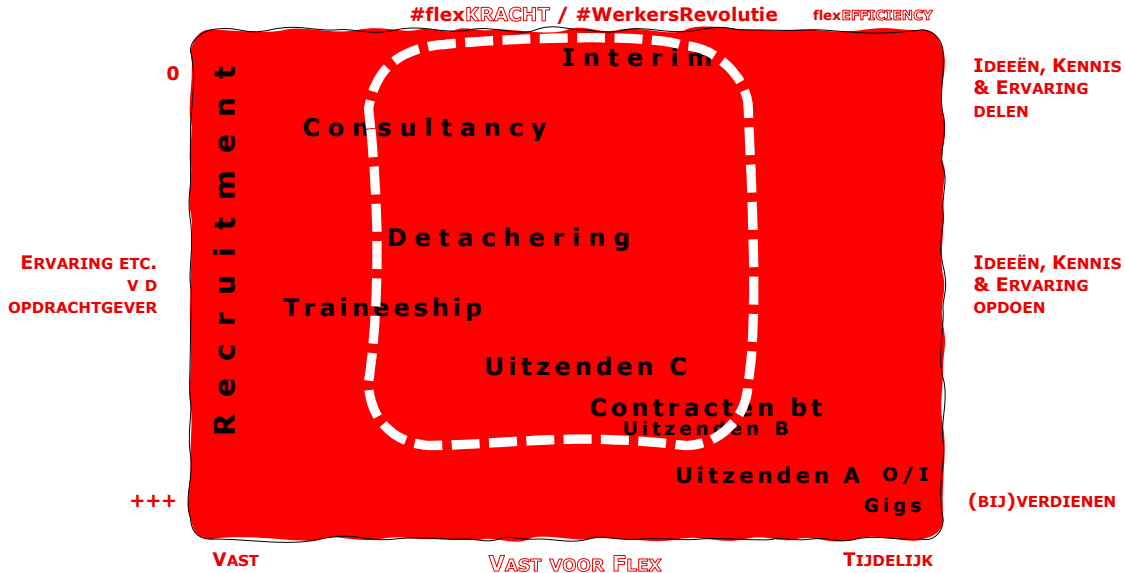 #flexKRACHT / #WerkersRevolutie
flexEFFICIENCY
0
Recruitment
Interim
IDEEËN, KENNIS
& ERVARING
DELEN
Consultancy
Detachering
ERVARING ETC.
V D
OPDRACHTGEVER
IDEEËN, KENNIS
& ERVARING
OPDOEN
Traineeship
Uitzenden C
Contracten bt
Uitzenden B
Uitzenden A O/I
+++
Gigs
(BIJ)VERDIENEN
VAST
VAST VOOR FLEX
TIJDELIJK